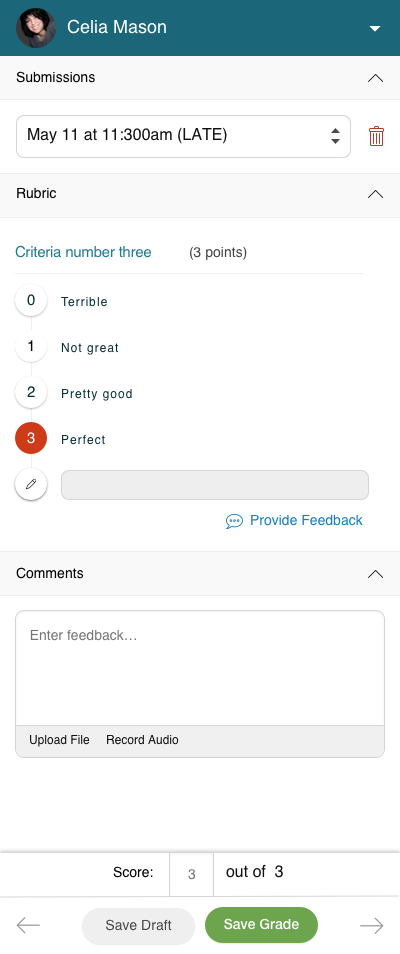 Celia Mason
Submissions
May 11 at 11:300am (LATE)
Rubric
Criteria number three (3 points)
0 Terrible
1 Not great
2 Pretty good
3 Perfect
Provide Feedback
Comments
Enter feedback...
Upload File Record Audio
Score: 3 out of 3
Save Draft Save Grade